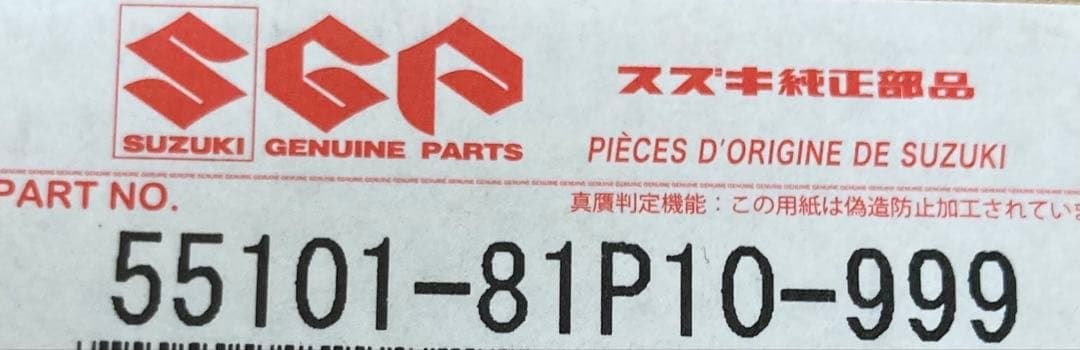 SUZUKI
GENUINE PARTS
スズキ純正部品
PIÈCES D'ORIGINE DE SUZUKI
PART NO.
真贋判定機能：この用紙は偽造防止加工されていま
55101-81P10-999